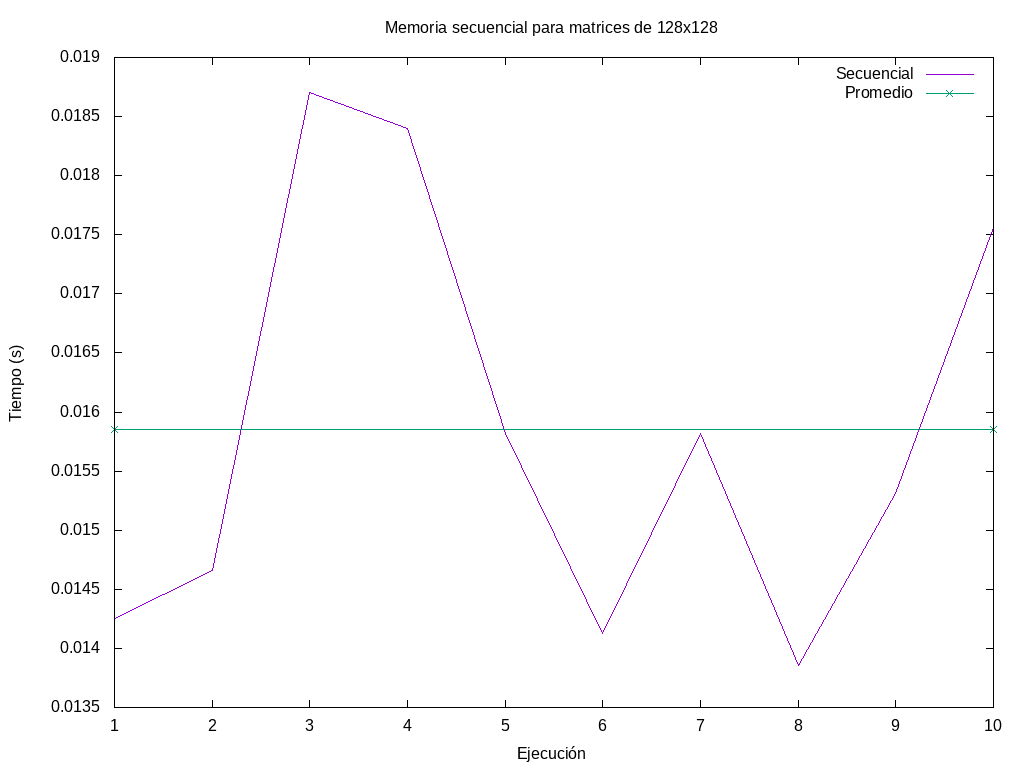 Memoria secuencial para matrices de 128x128
Secuencial
Promedio
0.019
0.0185
0.018
0.0175
0.017
0.0165
0.016
0.0155
0.015
0.0145
0.014
0.0135
Tiempo (s)
1 2 3 4 5 6 7 8 9 10
Ejecución